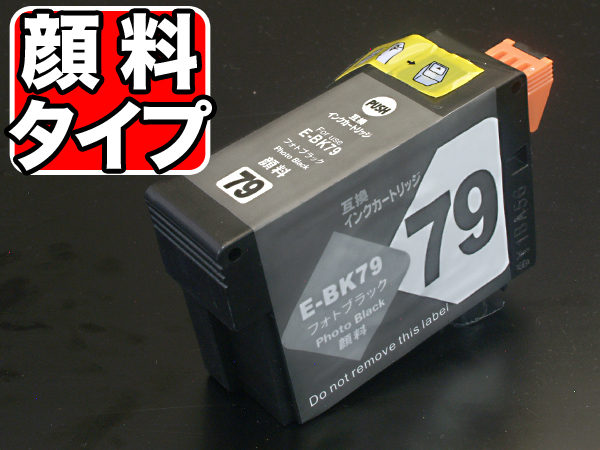 顔料
タイプ
PUSH
互換
インクカートリッジ
For use
E-BK79
フォトブラック
Photo Black
顔料
79
互換
インクカートリッジ
79
E-BK79
フォトブラック
Photo Black
顔料
Do not remove this label